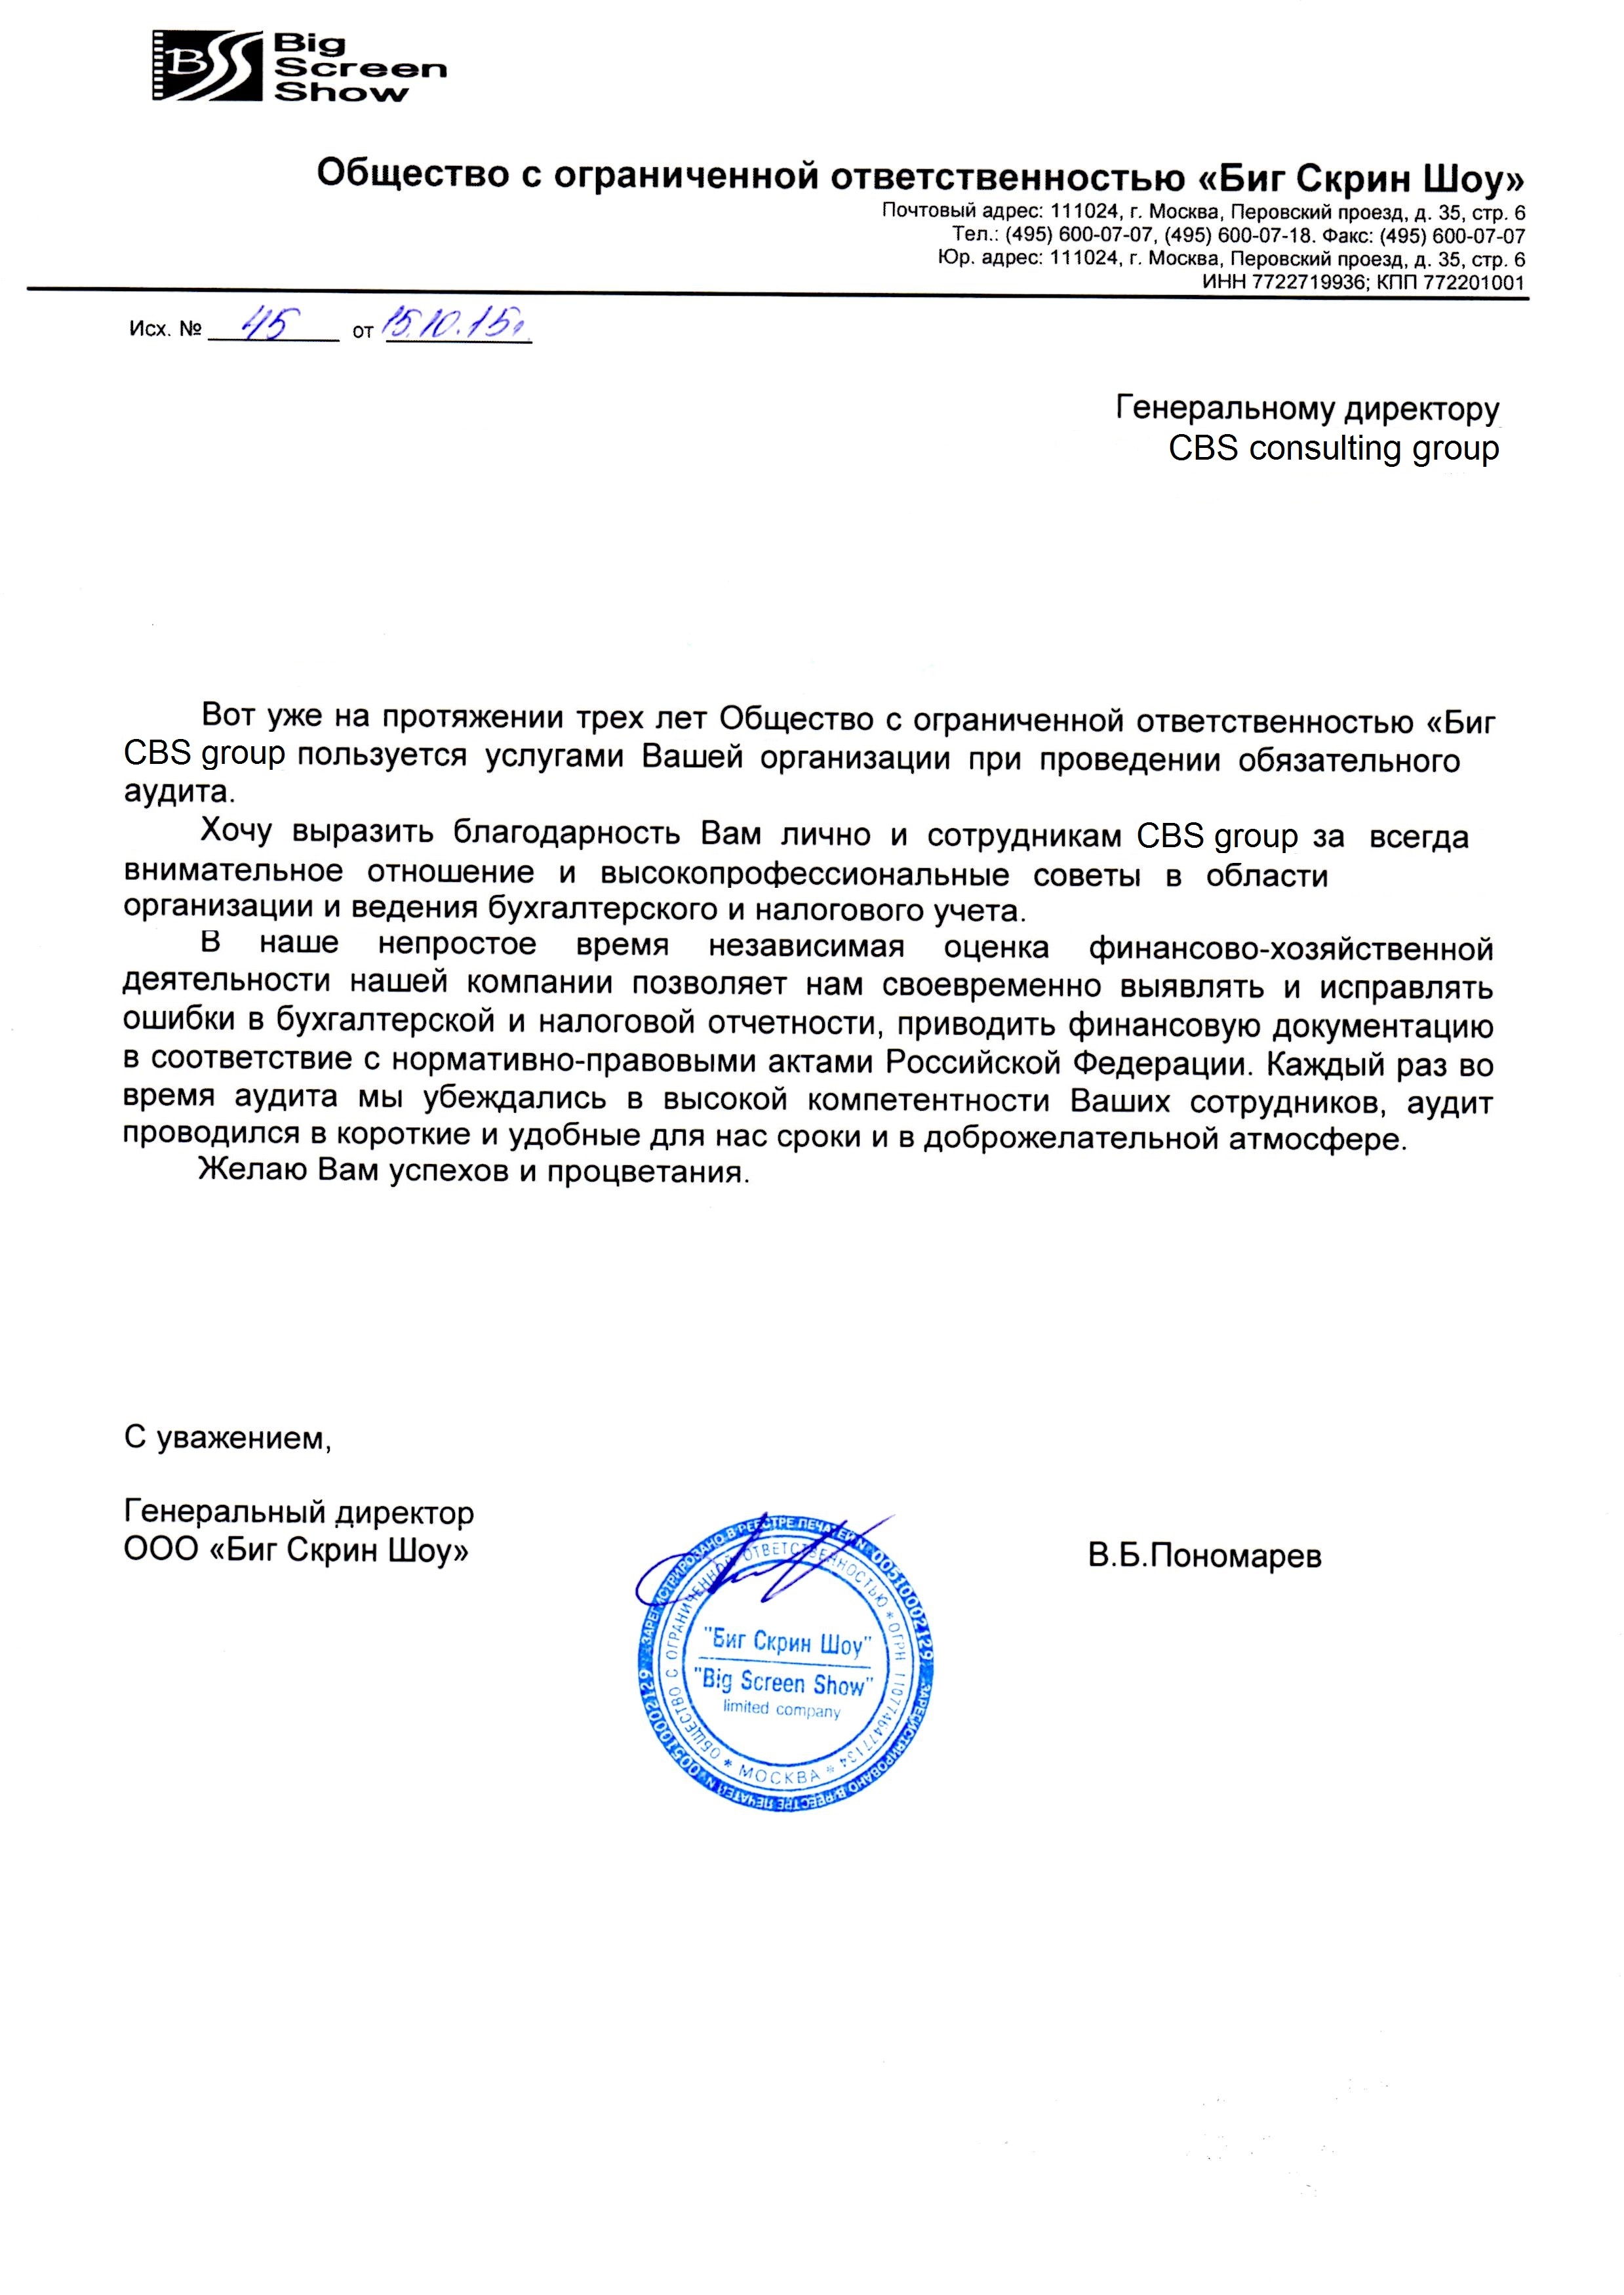 BSS
Big
Screen
Show
Общество с ограниченной ответственностью «Биг Скрин Шоу»
Почтовый адрес: 111024, г. Москва, Перовский проезд, д. 35, стр. 6
Тел.: (495) 600-07-07, (495) 600-07-18. Факс: (495) 600-07-07
Юр. адрес: 111024, г. Москва, Перовский проезд, д. 35, стр. 6
ИНН 7722719936; КПП 772201001
Исх. № 45 от 15.10.15г.
Генеральному директору
CBS consulting group
Вот уже на протяжении трех лет Общество с ограниченной ответственностью «Биг
CBS group пользуется услугами Вашей организации при проведении обязательного
аудита.
Хочу выразить благодарность Вам лично и сотрудникам CBS group за всегда
внимательное отношение и высокопрофессиональные советы в области
организации и ведения бухгалтерского и налогового учета.
В наше непростое время независимая оценка финансово-хозяйственной
деятельности нашей компании позволяет нам своевременно выявлять и исправлять
ошибки в бухгалтерской и налоговой отчетности, приводить финансовую документацию
в соответствие с нормативно-правовыми актами Российской Федерации. Каждый раз во
время аудита мы убеждались в высокой компетентности Ваших сотрудников, аудит
проводился в короткие и удобные для нас сроки и в доброжелательной атмосфере.
Желаю Вам успехов и процветания.
С уважением,
Генеральный директор
ООО «Биг Скрин Шоу»
В.Б.Пономарев
ЗАРЕГИСТРИРОВАНО В РЕЕСТРЕ ПЕЧАТЕЙ N 00510002129
ЗАРЕГИСТРИРОВАНО В РЕЕСТРЕ ПЕЧАТЕЙ N 00510002129
ОБЩЕСТВО С ОГРАНИЧЕННОЙ ОТВЕТСТВЕННОСТЬЮ * ОГРН 1107746477134 * МОСКВА *
"Биг Скрин Шоу"
"Big Screen Show"
limited company